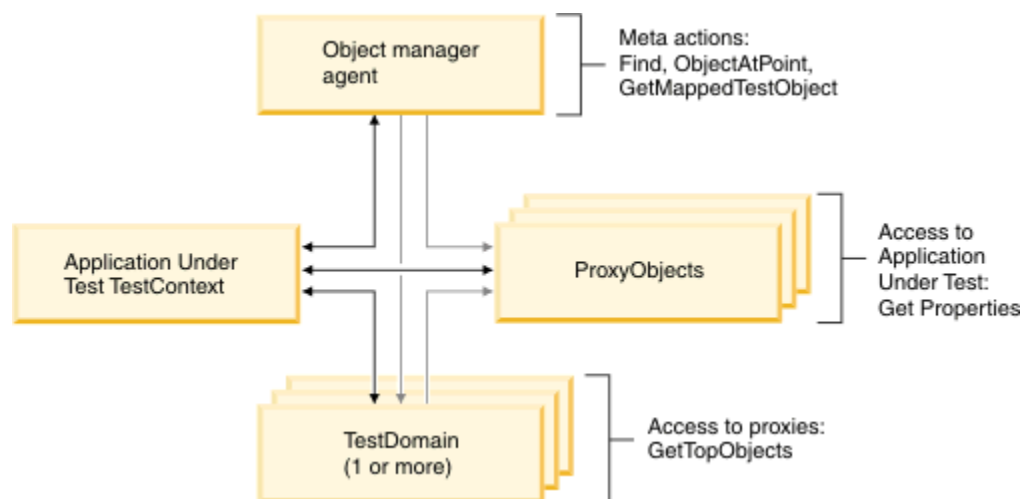 Object manager
agent
Meta actions:
Find, ObjectAtPoint,
GetMappedTestObject
Application Under
Test TestContext
ProxyObjects
Access to
Application
Under Test:
Get Properties
TestDomain
(1 or more)
Access to proxies:
GetTopObjects